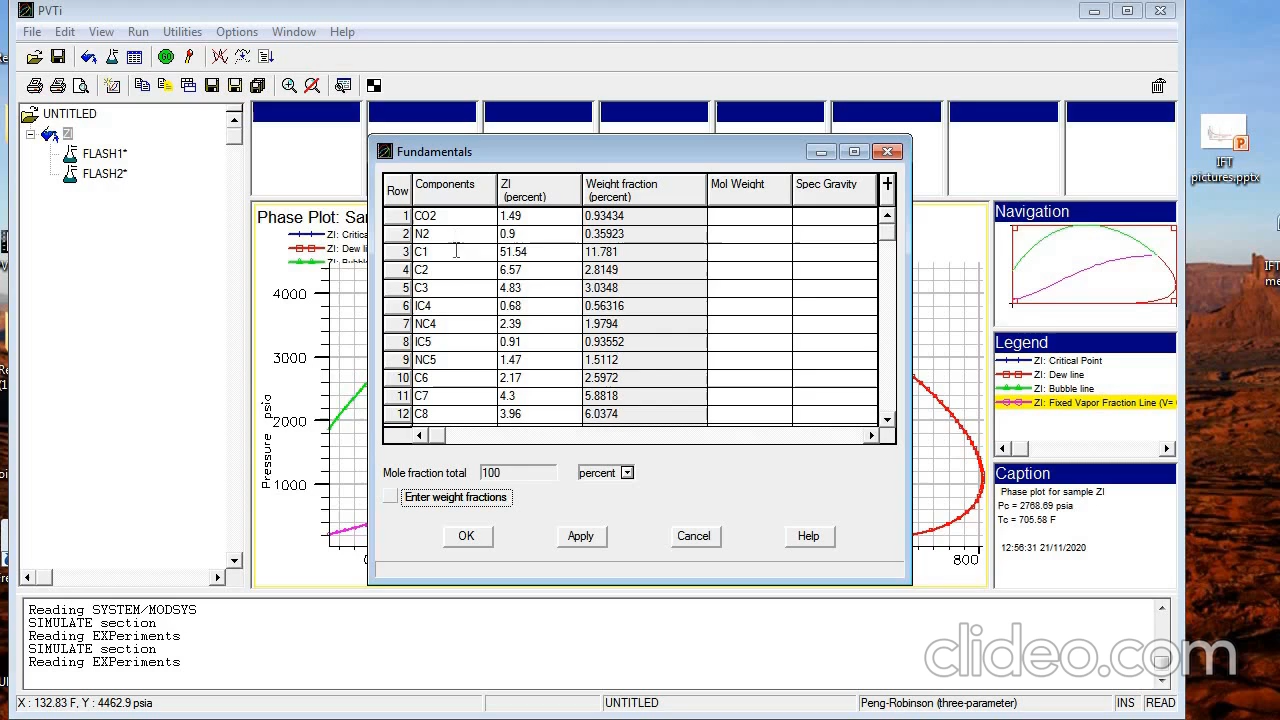 PVTi
File Edit View Run Utilities Options Window Help
UNTITLED
ZI
FLASH1*
FLASH2*
Phase Plot: Sam
ZI: Critica
ZI: Dew li
ZI: Bubble
4000
3000
2000
1000
Pressure psia
800
Fundamentals
Row Components ZI (percent) Weight fraction (percent) Mol Weight Spec Gravity
1 CO2 1.49 0.93434
2 N2 0.9 0.35923
3 C1 51.54 11.781
4 C2 6.57 2.8149
5 C3 4.83 3.0348
6 IC4 0.68 0.56316
7 NC4 2.39 1.9794
8 IC5 0.91 0.93552
9 NC5 1.47 1.5112
10 C6 2.17 2.5972
11 C7 4.3 5.8818
12 C8 3.96 6.0374
Mole fraction total 100 percent
Enter weight fractions
OK Apply Cancel Help
Navigation
Legend
ZI: Critical Point
ZI: Dew line
ZI: Bubble line
ZI: Fixed Vapor Fraction Line (V=
Caption
Phase plot for sample ZI
Pc = 2768.69 psia
Tc = 705.58 F
12:56:31 21/11/2020
Reading SYSTEM/MODSYS
SIMULATE section
Reading EXPeriments
SIMULATE section
Reading EXPeriments
X : 132.83 F, Y : 4462.9 psia UNTITLED Peng-Robinson (three-parameter) INS READ
IFT
pictures.pptx
clideo.com